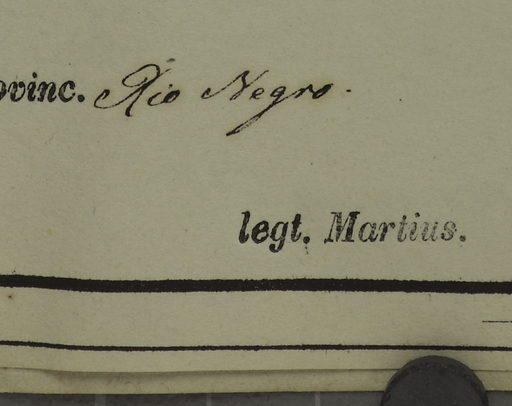 ovinc. Rio Negro.
legt. Martius.